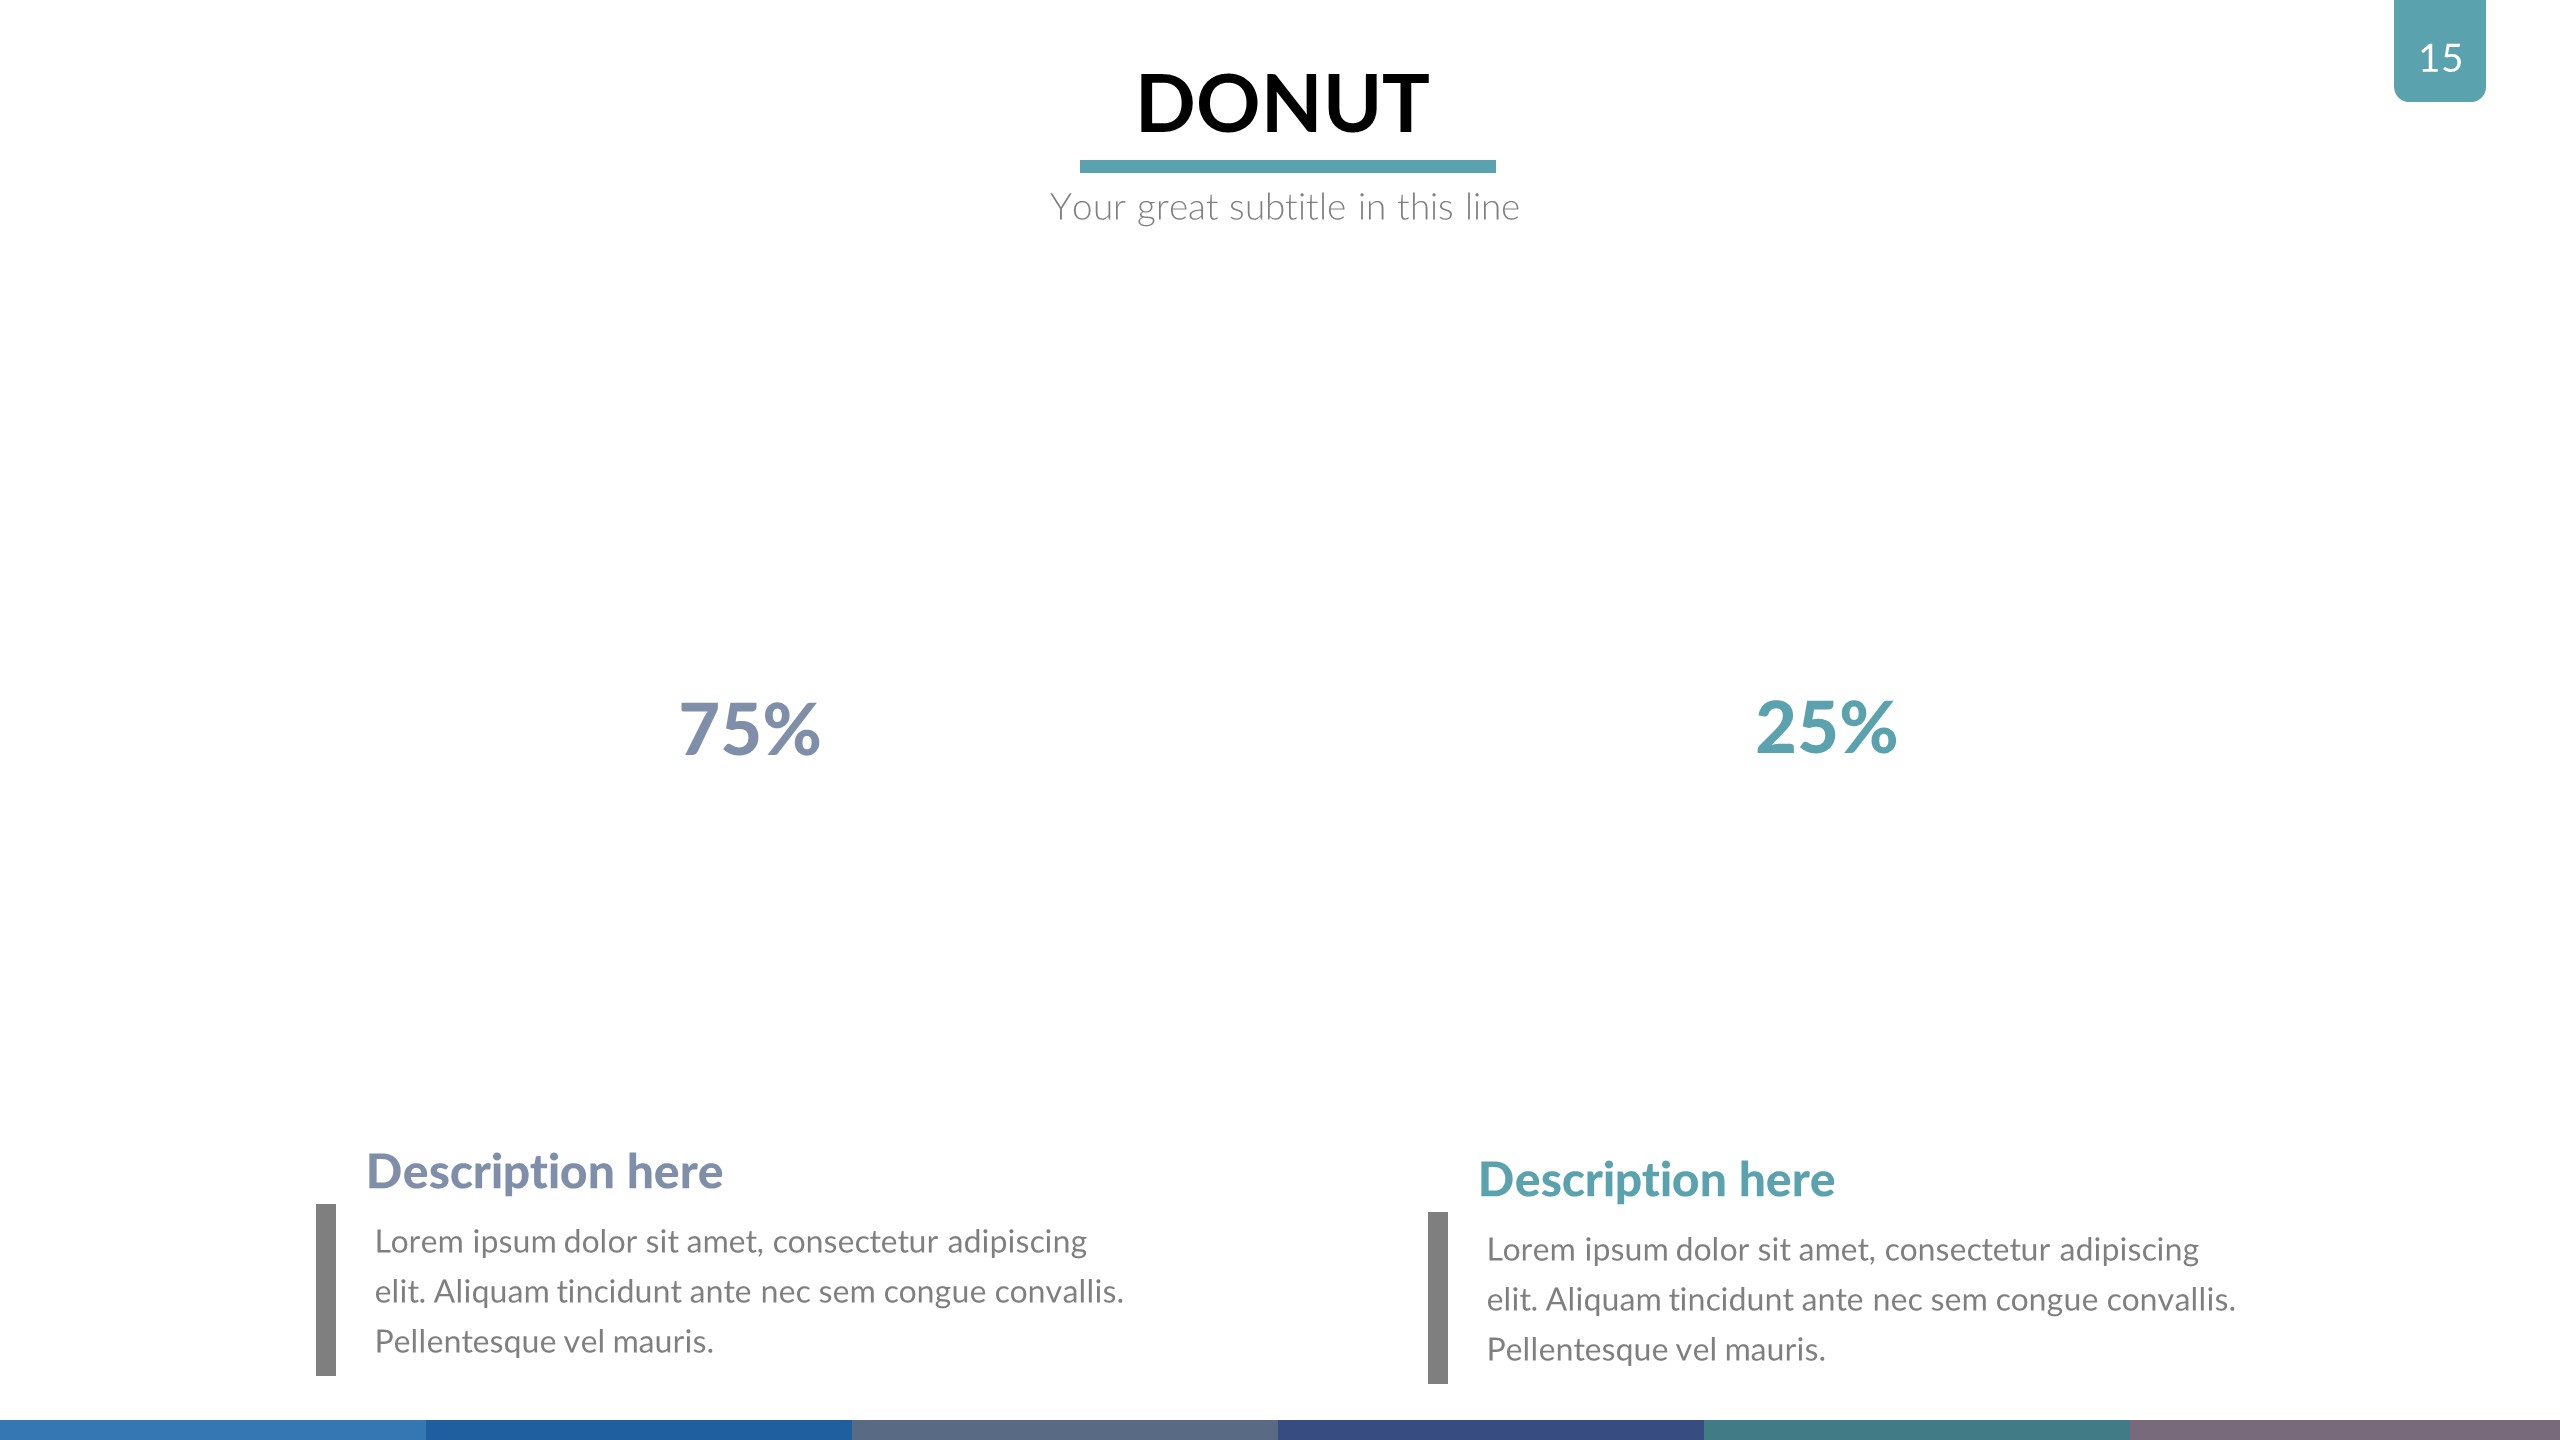 15
DONUT
Your great subtitle in this line
75%
25%
Description here
Lorem ipsum dolor sit amet, consectetur adipiscing
elit. Aliquam tincidunt ante nec sem congue convallis.
Pellentesque vel mauris.
Description here
Lorem ipsum dolor sit amet, consectetur adipiscing
elit. Aliquam tincidunt ante nec sem congue convallis.
Pellentesque vel mauris.